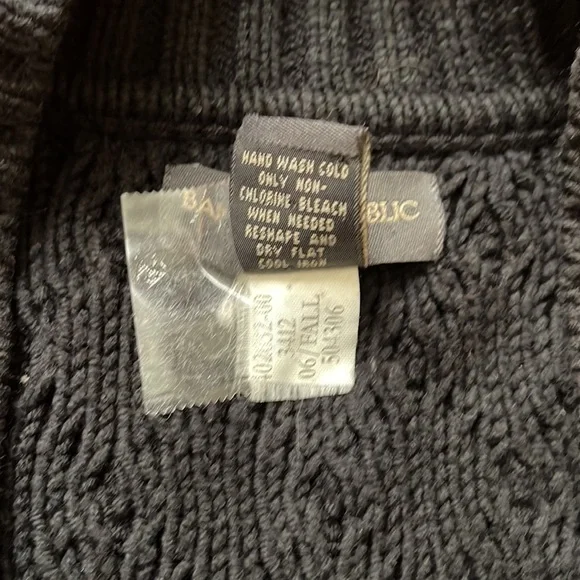 HAND WASH COLD
ONLY NON-
CHLORINE BLEACH
WHEN NEEDED
RESHAPE AND
DRY FLAT
COOL IRON
BA BLIC
3412
06/FALL
504306